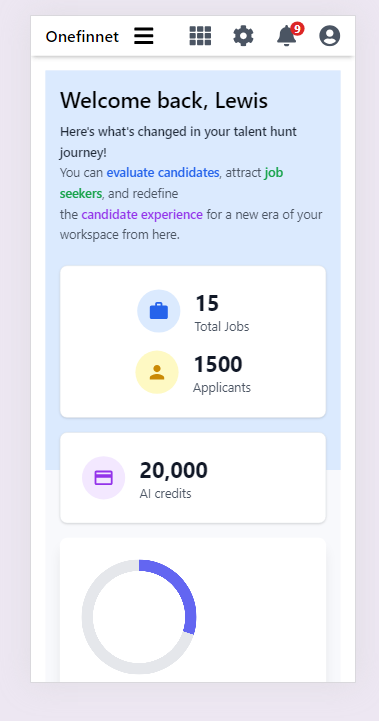 Onefinnet
9
Welcome back, Lewis
Here's what's changed in your talent hunt
journey!
You can evaluate candidates, attract job
seekers, and redefine
the candidate experience for a new era of your
workspace from here.
15
Total Jobs
1500
Applicants
20,000
AI credits